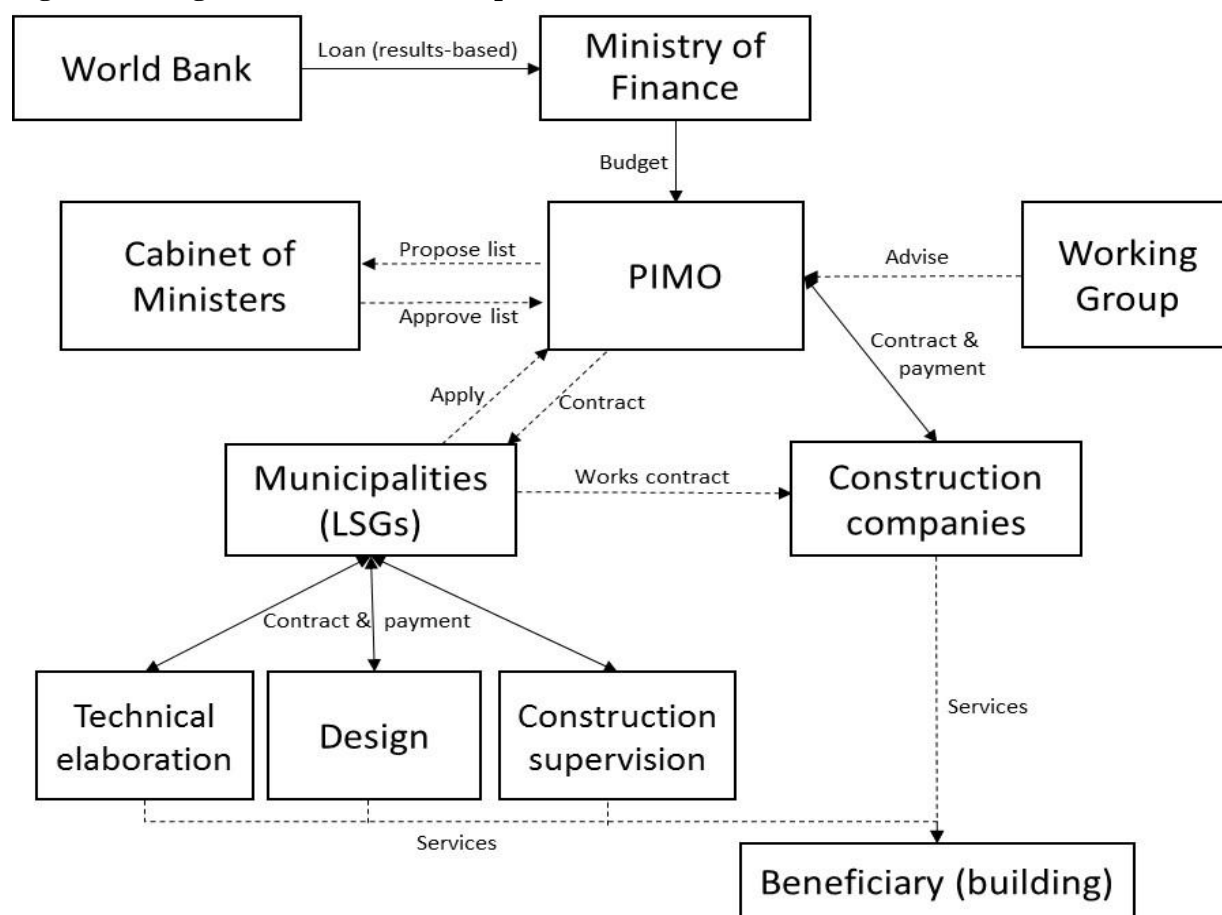 World Bank
Loan (results-based)
Ministry of
Finance
Budget
Cabinet of
Ministers
Propose list
Approve list
PIMO
Advise
Working
Group
Contract &
payment
Apply
Contract
Municipalities
(LSGs)
Works contract
Construction
companies
Contract & payment
Technical
elaboration
Design
Construction
supervision
Services
Services
Beneficiary (building)